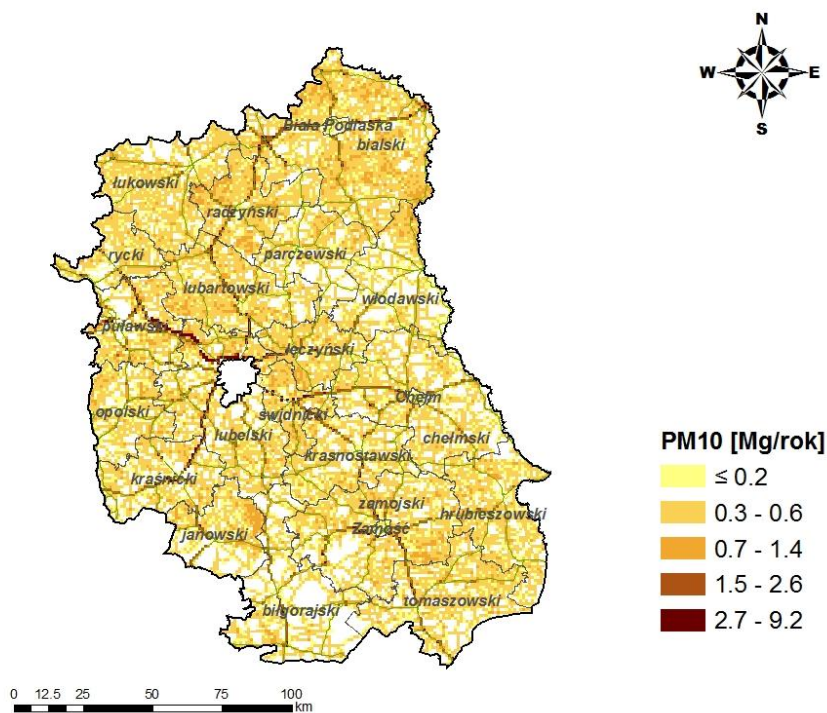 N
W E
S
Biała Podlaska
bialski
łukowski
radzyński
rycki
parczewski
lubartowski
włodawski
puławski
łęczyński
Chełm
opolski
świdnicki
lubelski
chełmski
krasnostawski
kraśnicki
zamojski
hrubieszowski
Zamość
janowski
tomaszowski
biłgorajski
PM10 [Mg/rok]
≤ 0.2
0.3 - 0.6
0.7 - 1.4
1.5 - 2.6
2.7 - 9.2
0 12.5 25 50 75 100
km